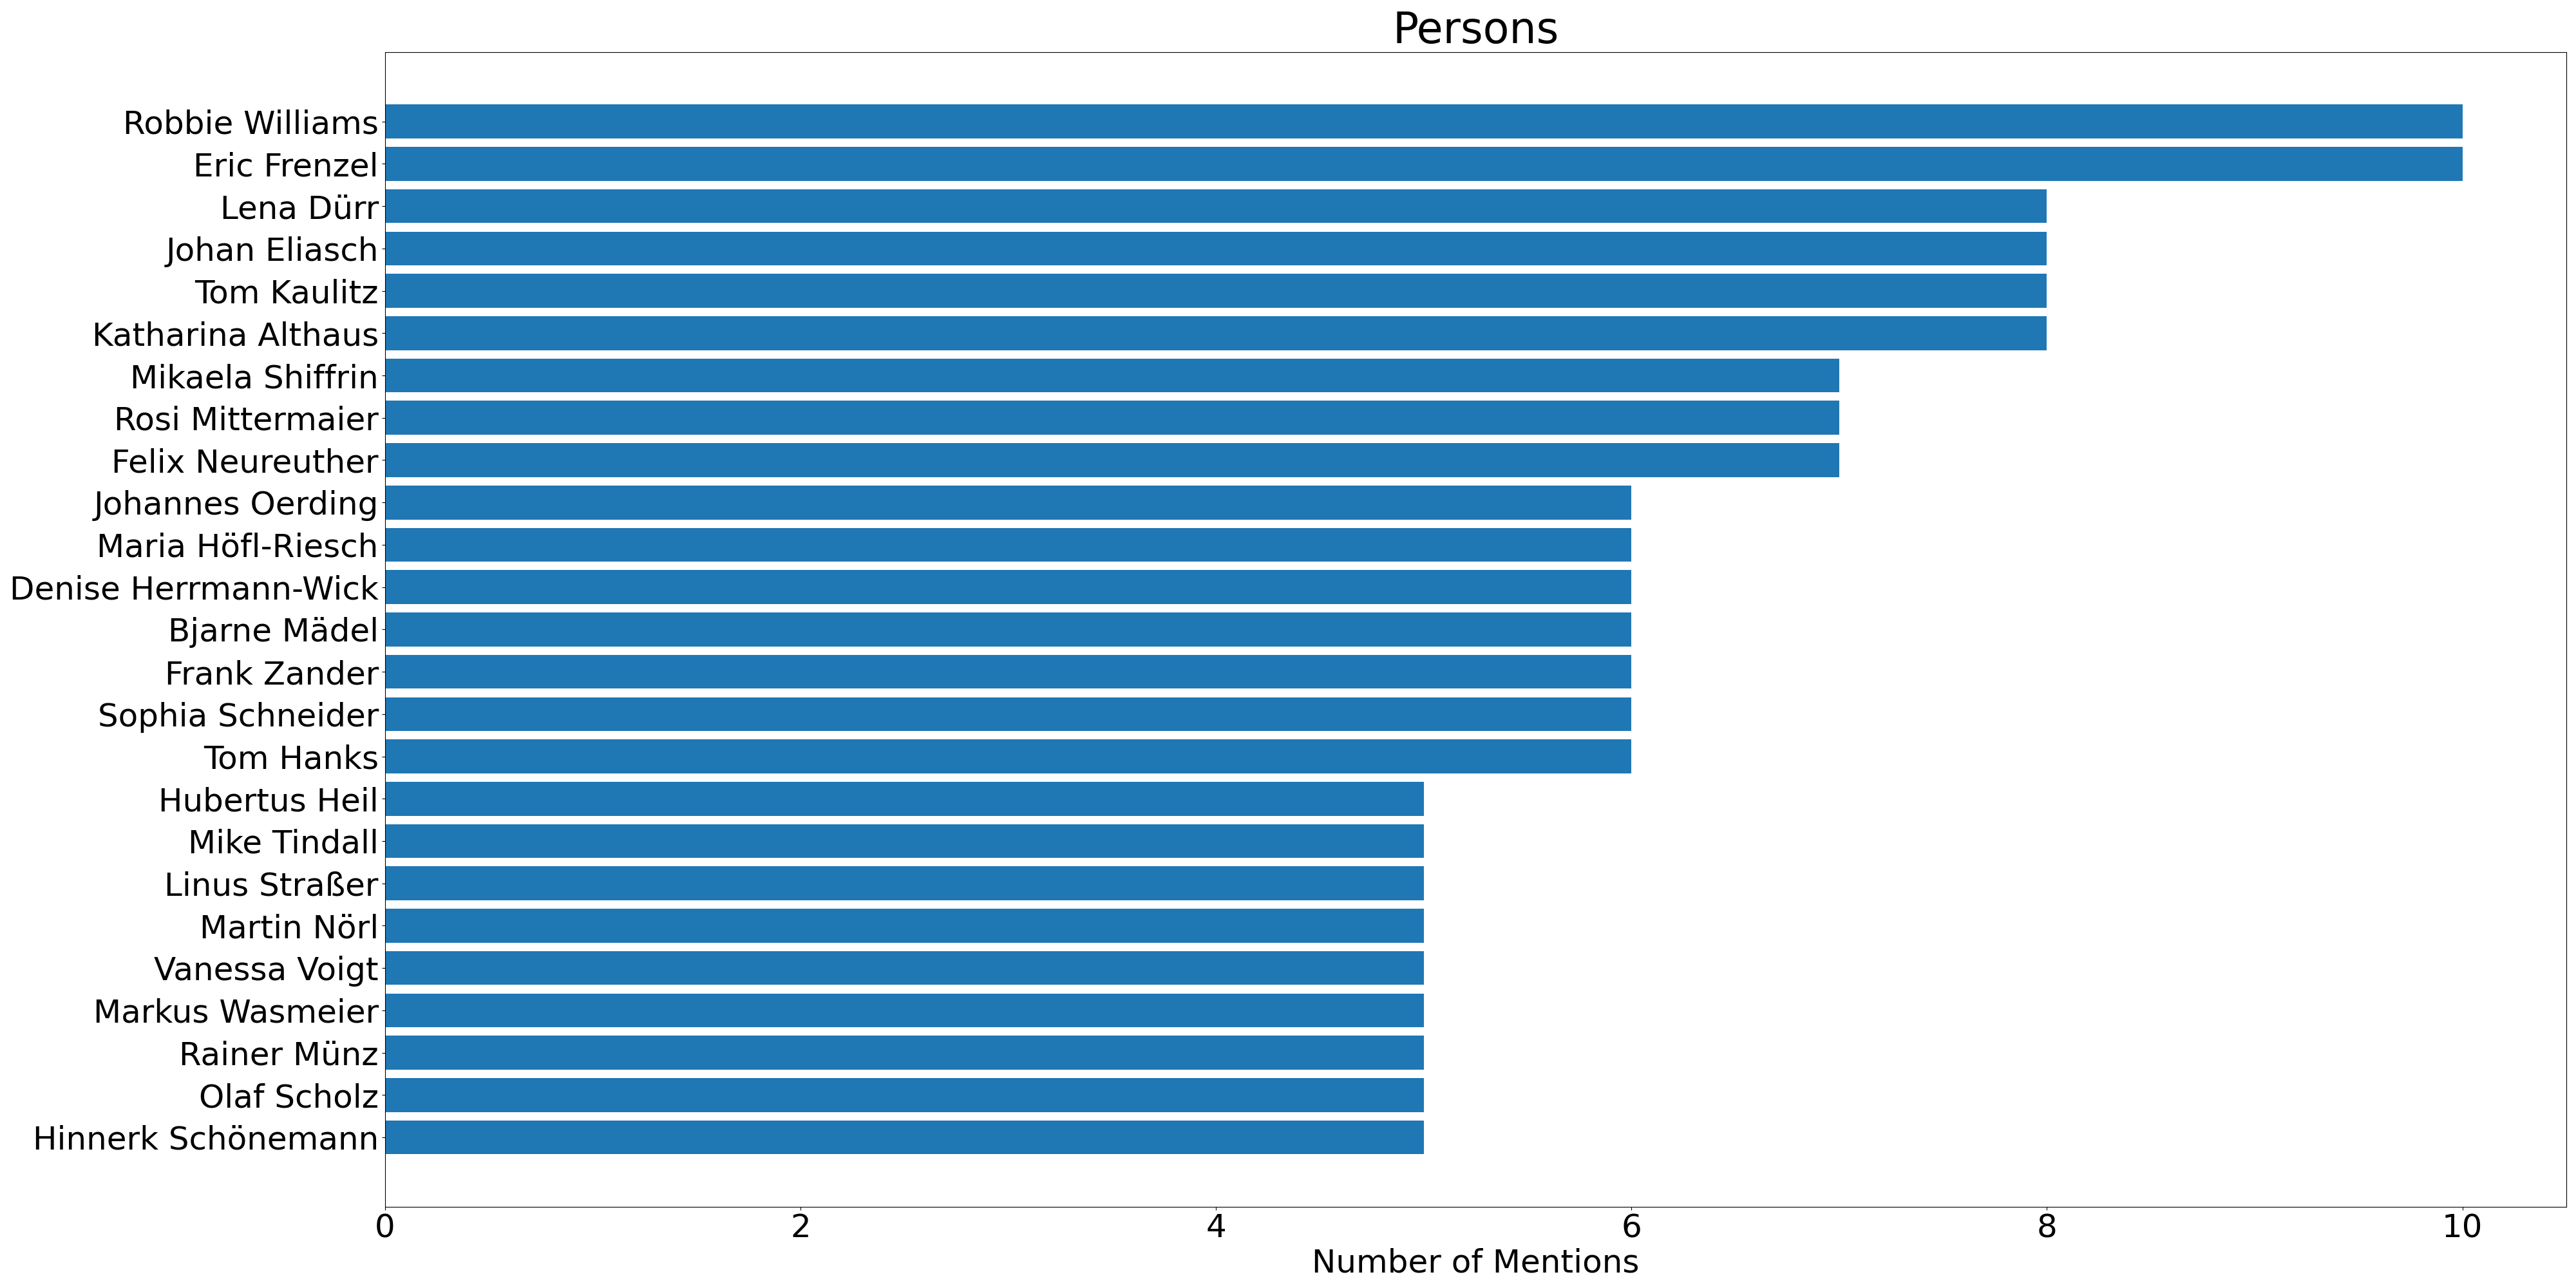 Persons
Robbie Williams
Eric Frenzel
Lena Dürr
Johan Eliasch
Tom Kaulitz
Katharina Althaus
Mikaela Shiffrin
Rosi Mittermaier
Felix Neureuther
Johannes Oerding
Maria Höfl-Riesch
Denise Herrmann-Wick
Bjarne Mädel
Frank Zander
Sophia Schneider
Tom Hanks
Hubertus Heil
Mike Tindall
Linus Straßer
Martin Nörl
Vanessa Voigt
Markus Wasmeier
Rainer Münz
Olaf Scholz
Hinnerk Schönemann
0 2 4 6 8 10
Number of Mentions